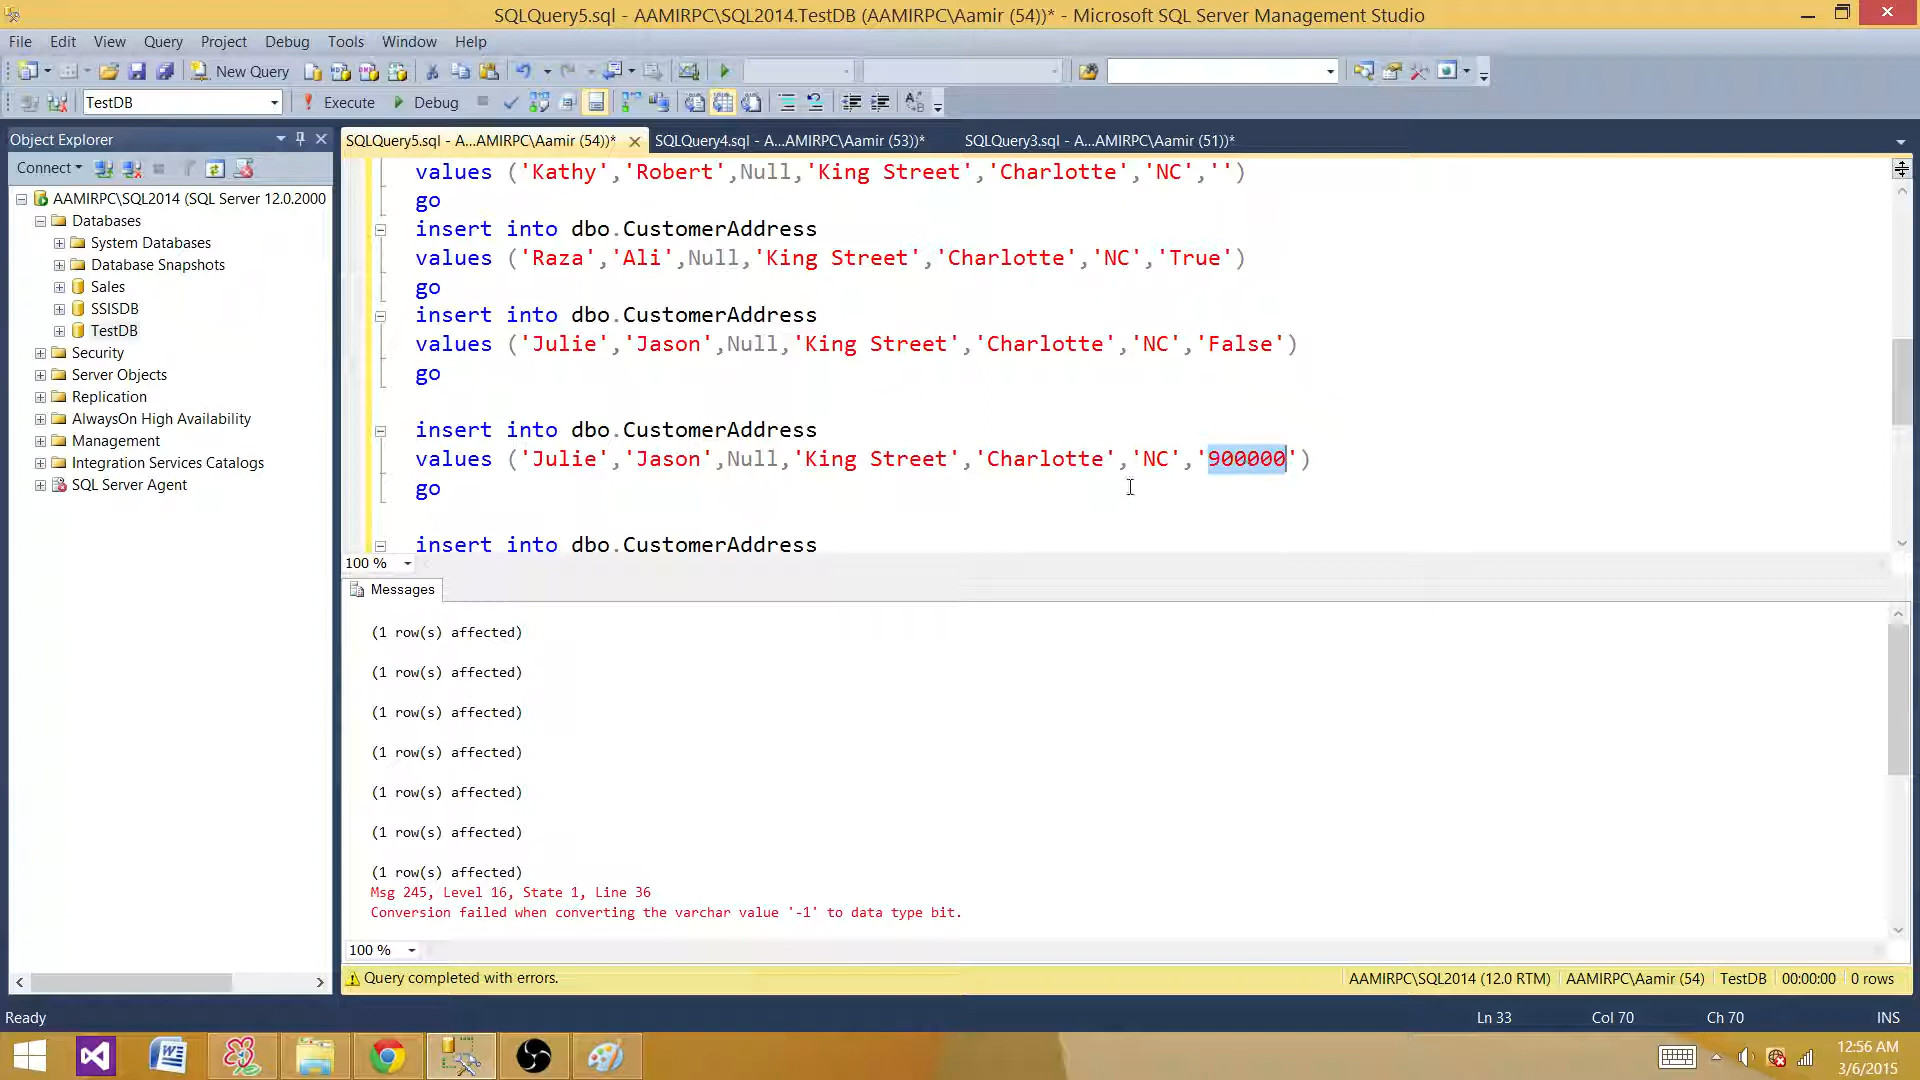 SQLQuery5.sql - AAMIRPC\SQL2014.TestDB (AAMIRPC\Aamir (54))* - Microsoft SQL Server Management Studio
File Edit View Query Project Debug Tools Window Help
New Query
TestDB Execute Debug
Object Explorer
Connect
AAMIRPC\SQL2014 (SQL Server 12.0.2000
Databases
System Databases
Database Snapshots
Sales
SSISDB
TestDB
Security
Server Objects
Replication
AlwaysOn High Availability
Management
Integration Services Catalogs
SQL Server Agent
SQLQuery5.sql - A...AMIRPC\Aamir (54))* SQLQuery4.sql - A...AMIRPC\Aamir (53))* SQLQuery3.sql - A...AMIRPC\Aamir (51))*
values ('Kathy','Robert',Null,'King Street','Charlotte','NC','')
go
insert into dbo.CustomerAddress
values ('Raza','Ali',Null,'King Street','Charlotte','NC','True')
go
insert into dbo.CustomerAddress
values ('Julie','Jason',Null,'King Street','Charlotte','NC','False')
go
insert into dbo.CustomerAddress
values ('Julie','Jason',Null,'King Street','Charlotte','NC','900000')
go
insert into dbo.CustomerAddress
100 %
Messages
(1 row(s) affected)
(1 row(s) affected)
(1 row(s) affected)
(1 row(s) affected)
(1 row(s) affected)
(1 row(s) affected)
(1 row(s) affected)
Msg 245, Level 16, State 1, Line 36
Conversion failed when converting the varchar value '-1' to data type bit.
100 %
Query completed with errors. AAMIRPC\SQL2014 (12.0 RTM) AAMIRPC\Aamir (54) TestDB 00:00:00 0 rows
Ready Ln 33 Col 70 Ch 70 INS
12:56 AM
3/6/2015